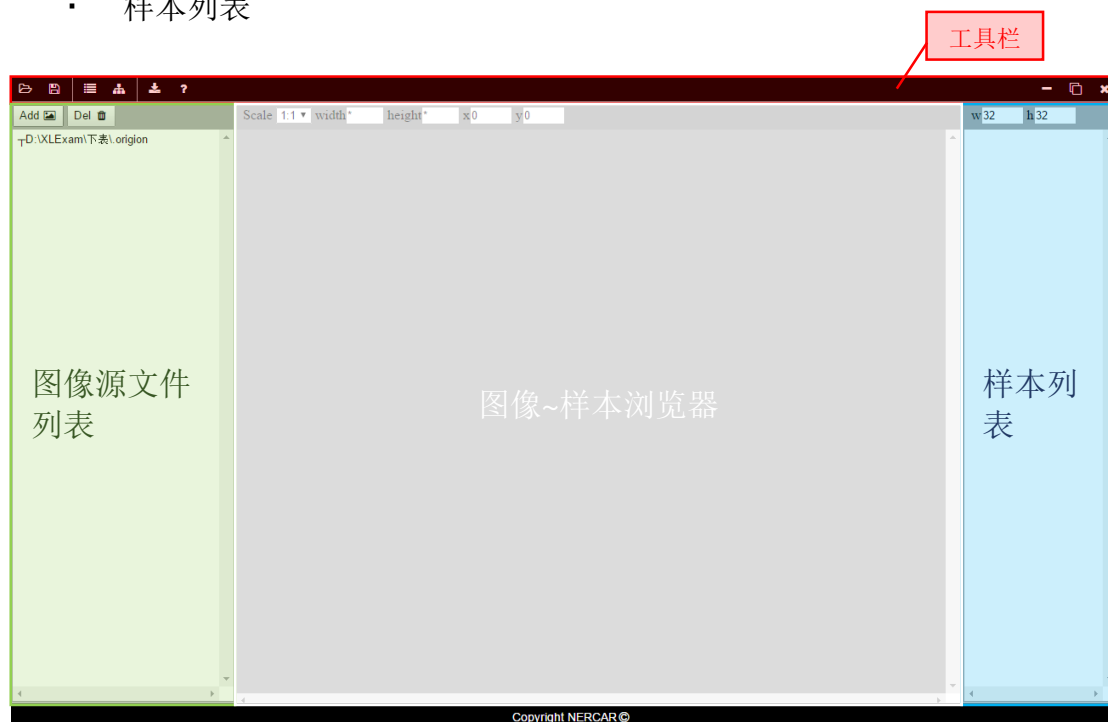 ▪ 样本列表
工具栏
?
Add Del
Scale 1:1 width * height * x 0 y 0
w 32 h 32
┬D:\XLExam\下表\.origion
图像源文件
列表
图像~样本浏览器
样本列
表
Copyright NERCAR©